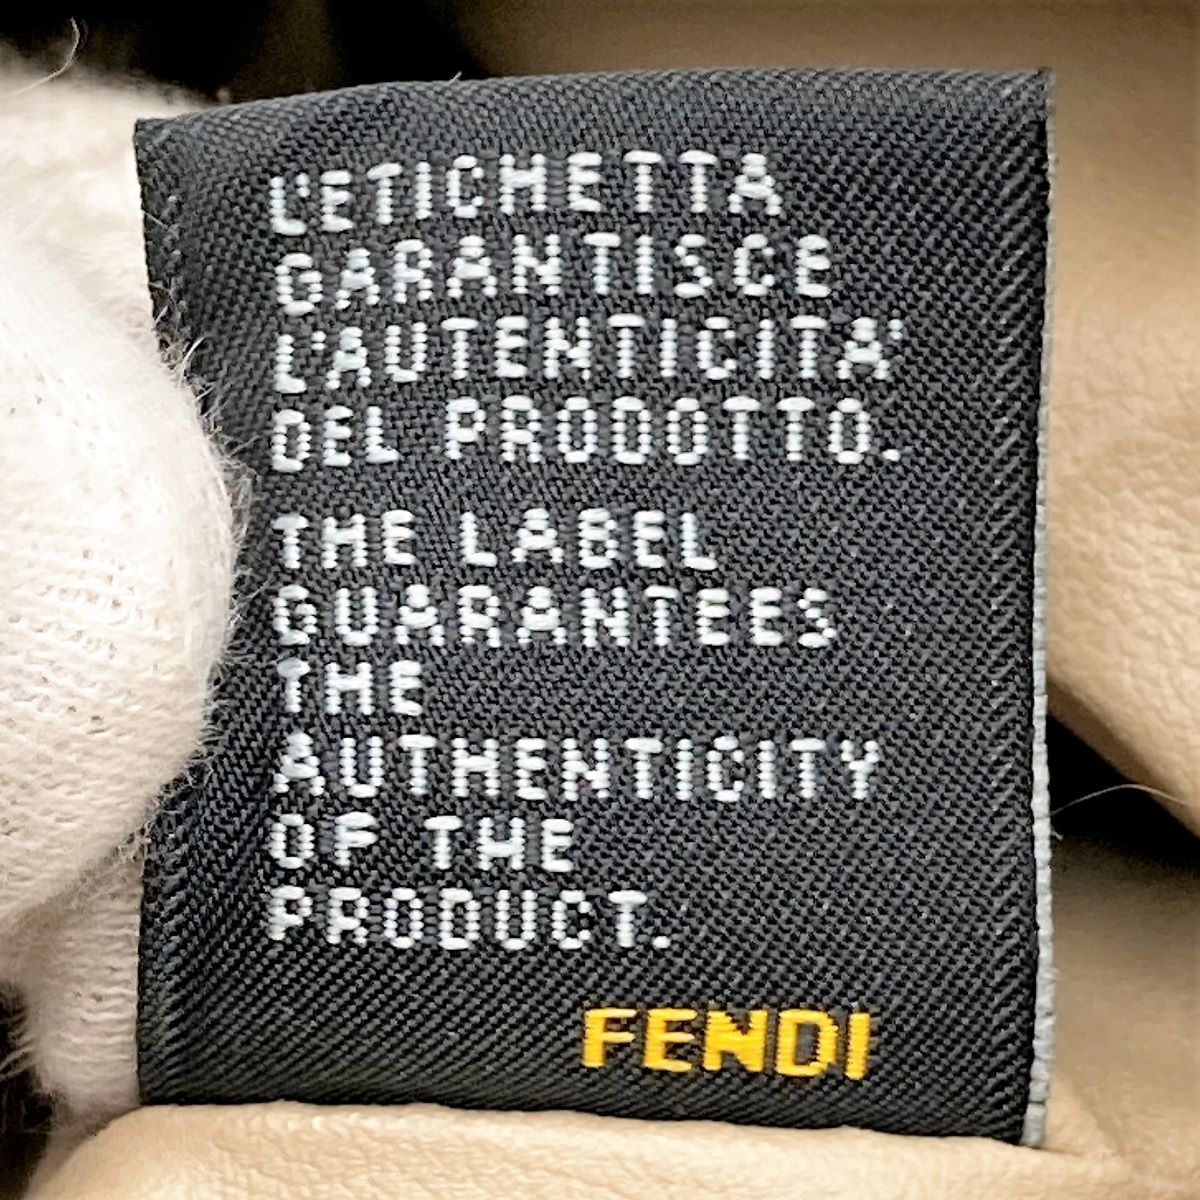 L'ETICHETTA
GARANTISCE
L'AUTENTICITA'
DEL PRODOTTO.
THE LABEL
GUARANTEES
THE
AUTHENTICITY
OF THE
PRODUCT.
FENDI